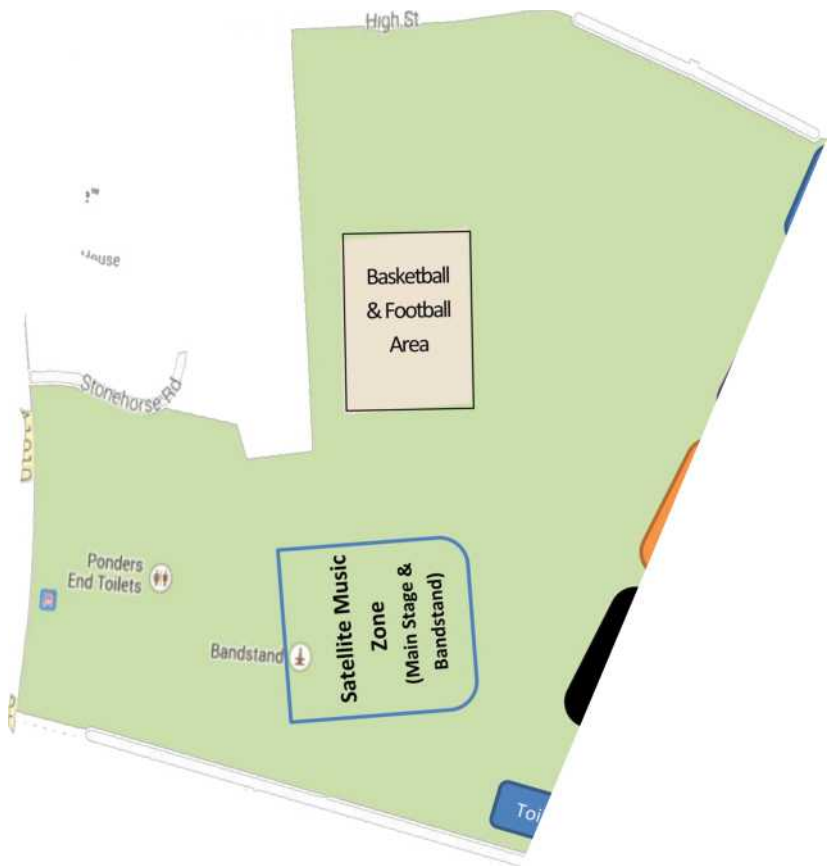 High St
Basketball
& Football
Area
Stonehorse Rd
Ponders
End Toilets
Bandstand
Satellite Music
Zone
(Main Stage &
Bandstand)
Toi